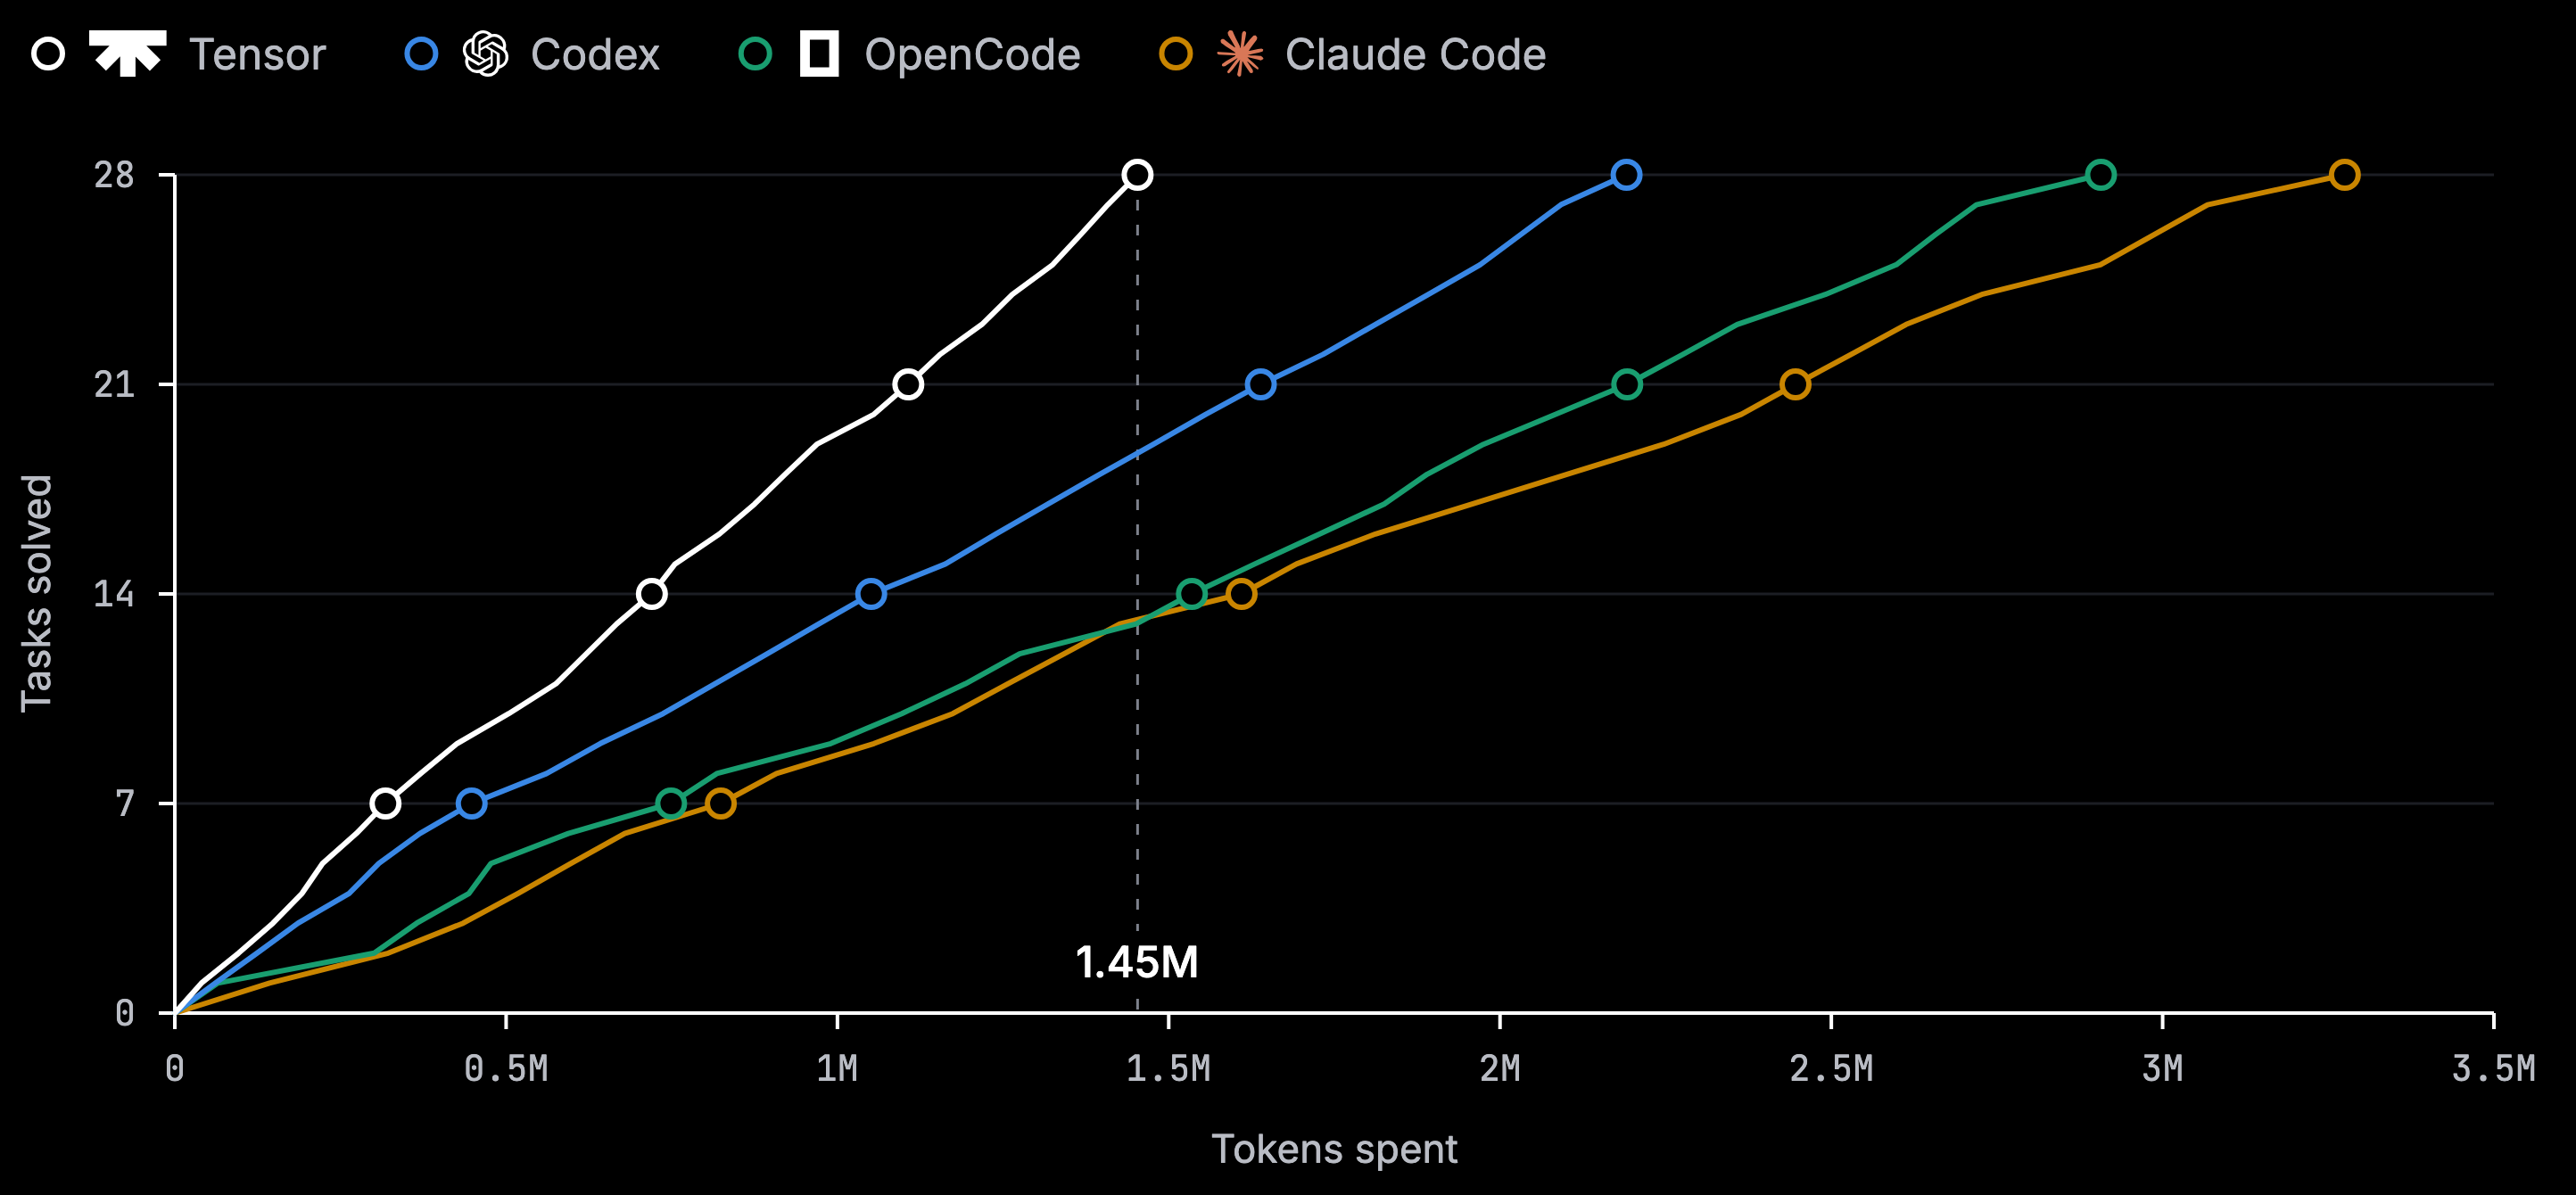 Tensor Codex OpenCode Claude Code
28
21
14
7
0
Tasks solved
1.45M
0 0.5M 1M 1.5M 2M 2.5M 3M 3.5M
Tokens spent